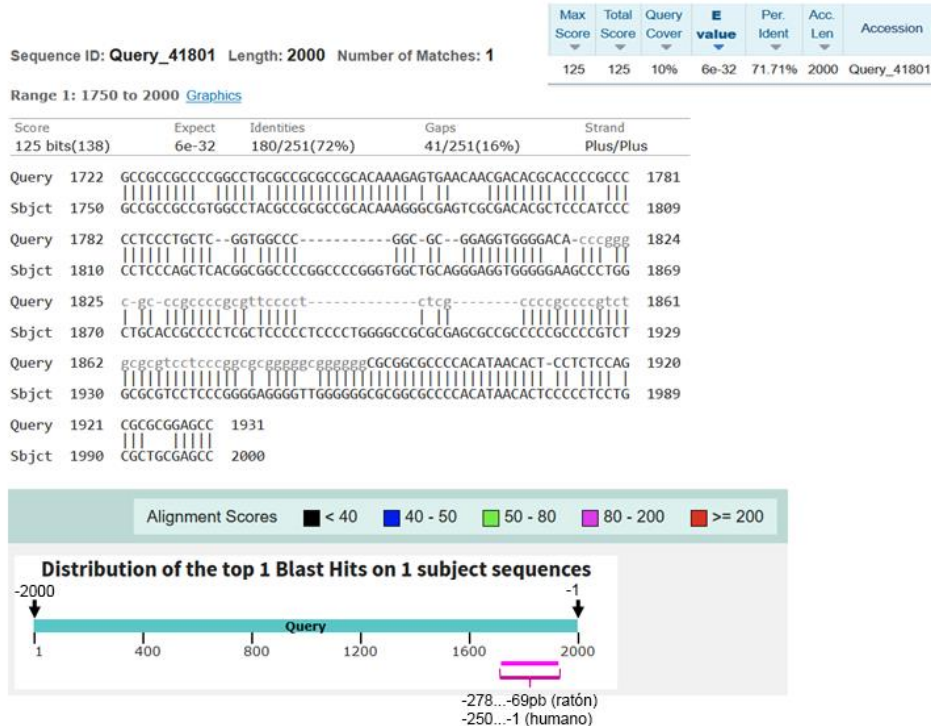 Max Score Total Score Query Cover E value Per. Ident Acc. Len Accession
125 125 10% 6e-32 71.71% 2000 Query_41801
Sequence ID: Query_41801 Length: 2000 Number of Matches: 1
Range 1: 1750 to 2000 Graphics
Score Expect Identities Gaps Strand
125 bits(138) 6e-32 180/251(72%) 41/251(16%) Plus/Plus
Query 1722 GCCGCCGCCCCGGCCTGCGCCGCGCCGCACAAAGAGTGAACAACGACACGCACCCCGCCC 1781
Sbjct 1750 GCCGCCGCCGTGGCCTACGCCGCGCCGCACAAAGGGCGAGTCGCGACACGCTCCCATCCC 1809
Query 1782 CCTCCCTGCTC--GGTGGCCC-----------GGC-GC--GGAGGTGGGGACA-cccggg 1824
Sbjct 1810 CCTCCCAGCTCACGGCGGCCCCGGCCCCGGGTGGCTGCAGGGAGGTGGGGGAAGCCCTGG 1869
Query 1825 c-gc-ccgccccgcgttccccct-------------ctcg---------ccccgccccgtct 1861
Sbjct 1870 CTGCACCGCCCCTCGCTCCCCCTCCCCTGGGGCCGCGCGAGCGCCGCCCCCGCCCCGTCT 1929
Query 1862 gcgcgtcctcccggcgcgggggcggggggCGCGGCGCCCCACATAACACT-CCTCTCCAG 1920
Sbjct 1930 GCGCGTCCTCCCGGGGAGGGGTTGGGGGGCGCGGCGCCCCACATAACACTCCCCCTCCTG 1989
Query 1921 CGCGCGGAGCC 1931
Sbjct 1990 CGCTGCGAGCC 2000
Alignment Scores < 40 40 - 50 50 - 80 80 - 200 >= 200
Distribution of the top 1 Blast Hits on 1 subject sequences
-2000 -1
Query
1 400 800 1200 1600 2000
-278...-69pb (ratón)
-250...-1 (humano)